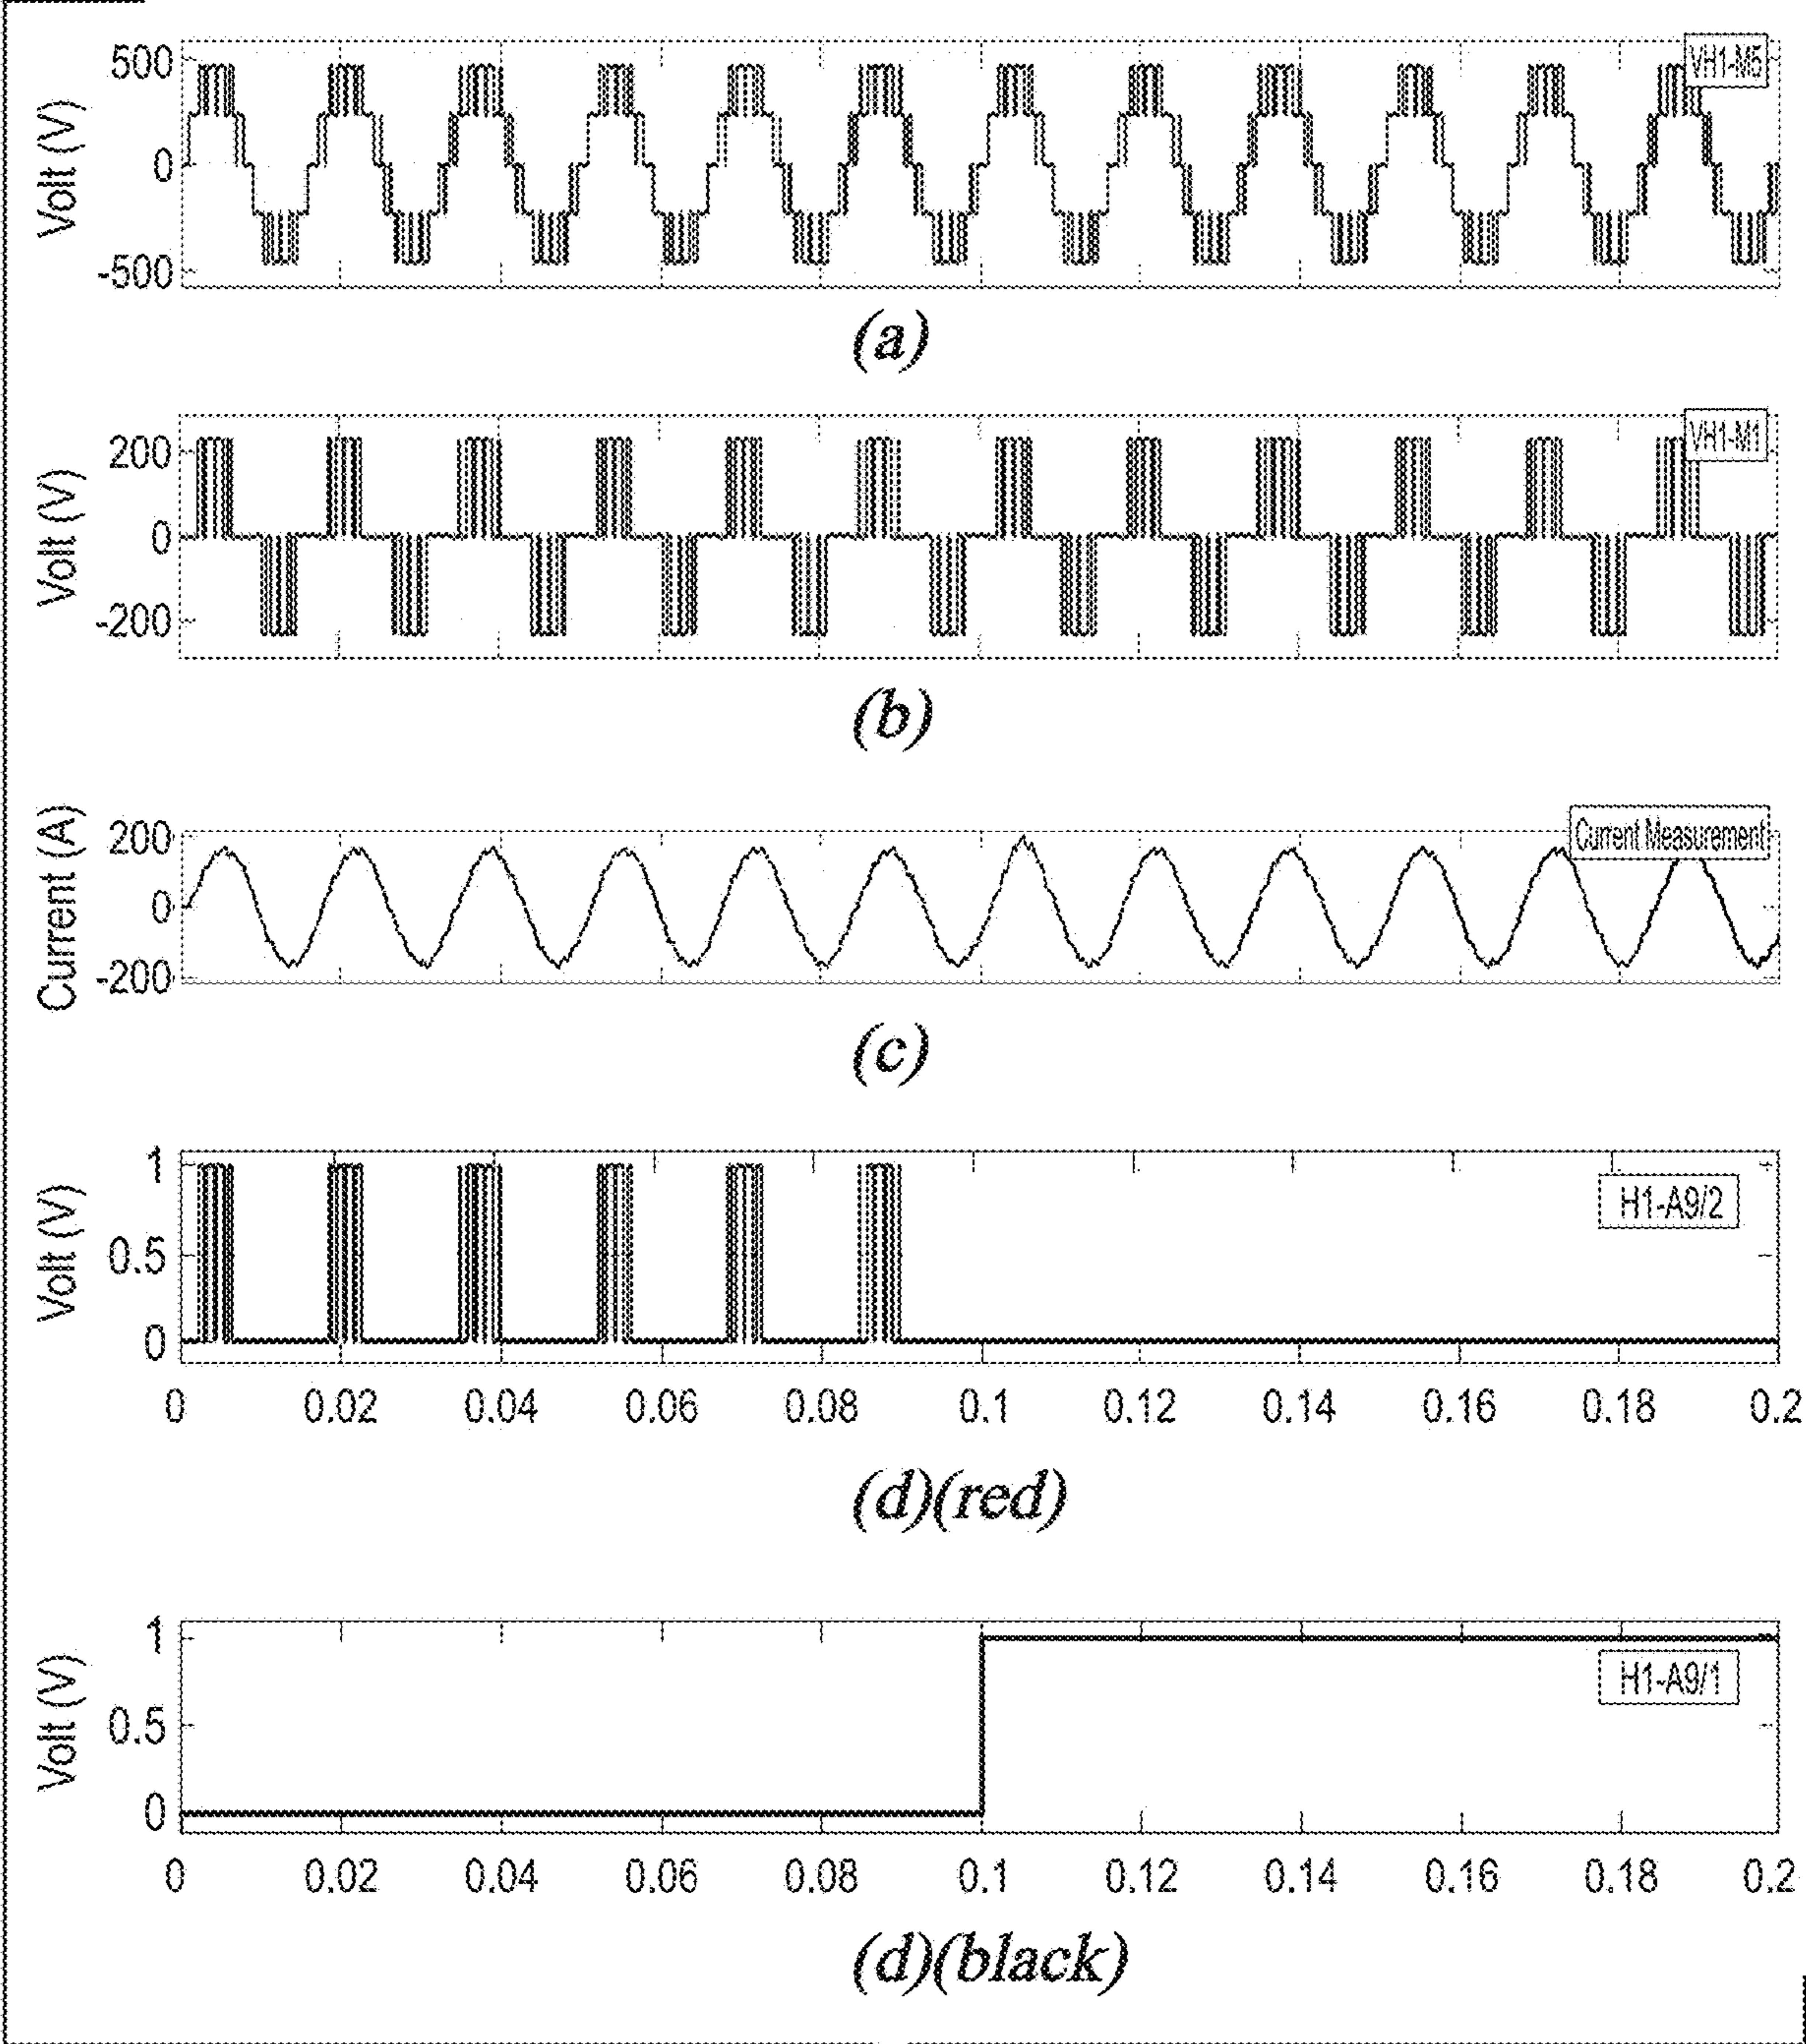 Volt (V)
500
0
-500
VH1-M5
(a)
Volt (V)
200
0
-200
VH1-M1
(b)
Current (A)
200
0
-200
Current Measurement
(c)
Volt (V)
1
0.5
0
H1-A9/2
0 0.02 0.04 0.06 0.08 0.1 0.12 0.14 0.16 0.18 0.2
(d)(red)
Volt (V)
1
0.5
0
H1-A9/1
0 0.02 0.04 0.06 0.08 0.1 0.12 0.14 0.16 0.18 0.2
(d)(black)